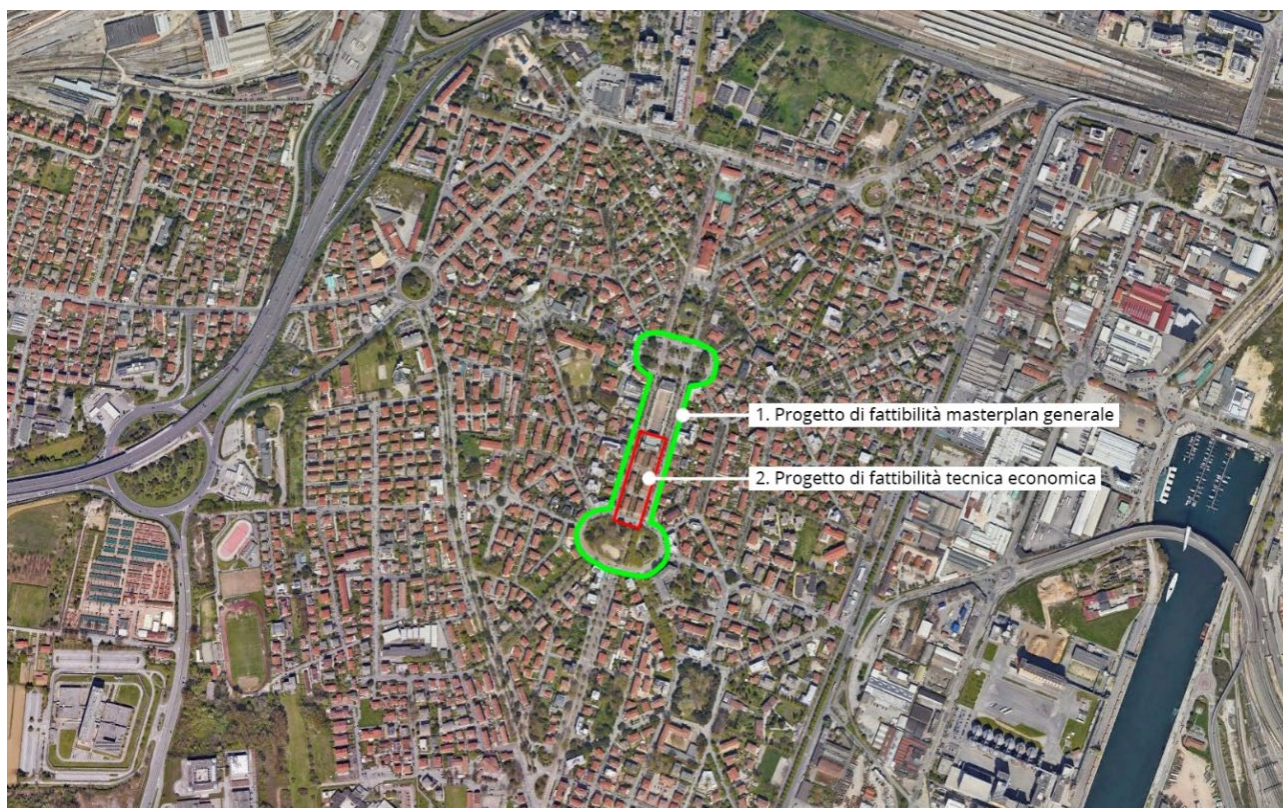 1. Progetto di fattibilità masterplan generale
2. Progetto di fattibilità tecnica economica